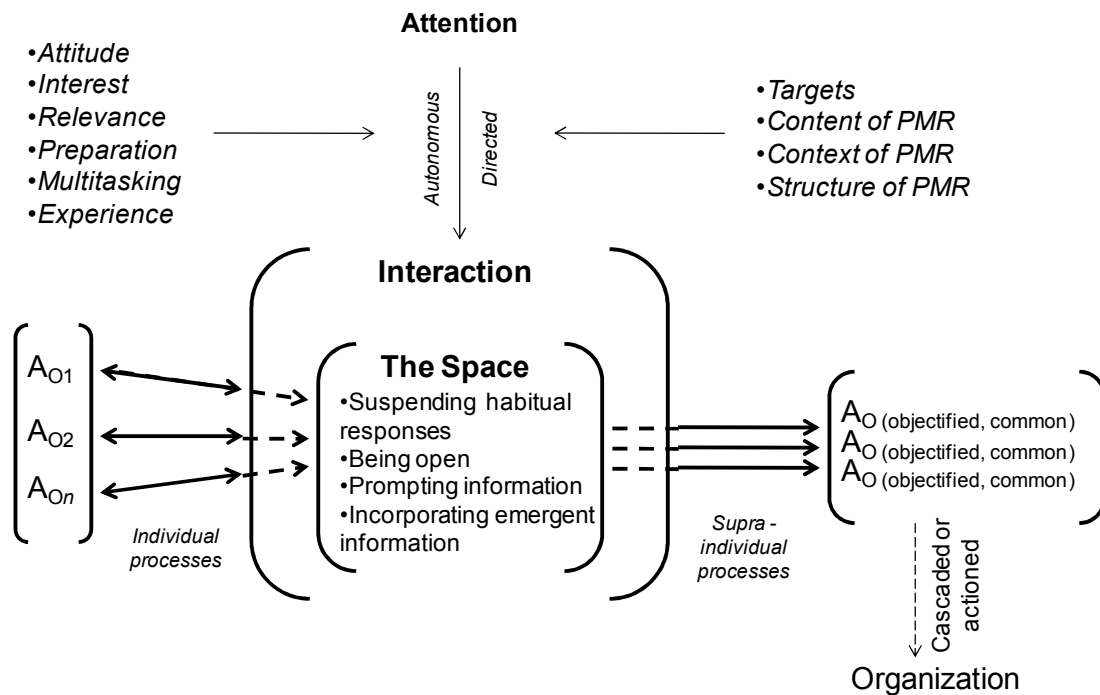 Attention
•Attitude
•Interest
•Relevance
•Preparation
•Multitasking
•Experience
Autonomous
Directed
•Targets
•Content of PMR
•Context of PMR
•Structure of PMR
Interaction
AO1
AO2
AOn
Individual
processes
The Space
•Suspending habitual
responses
•Being open
•Prompting information
•Incorporating emergent
information
Supra -
individual
processes
AO (objectified, common)
AO (objectified, common)
AO (objectified, common)
Cascaded or
actioned
Organization